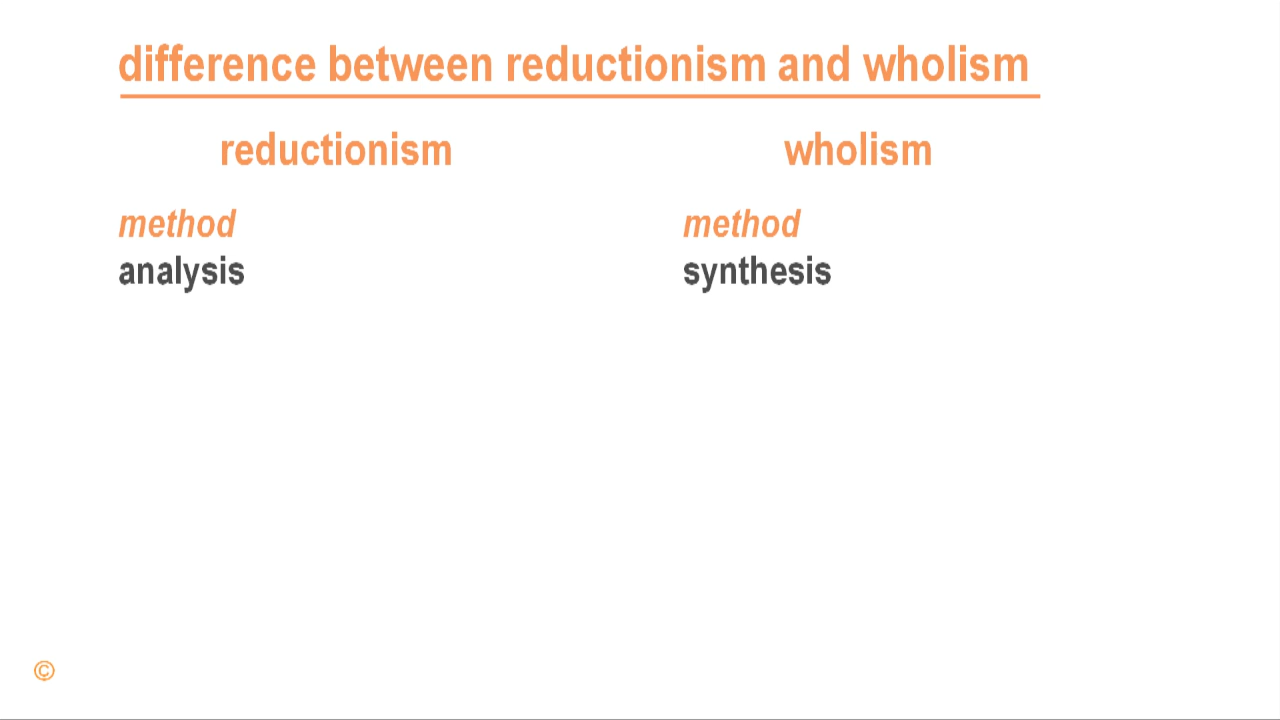 difference between reductionism and wholism
reductionism
wholism
method
analysis
method
synthesis
©